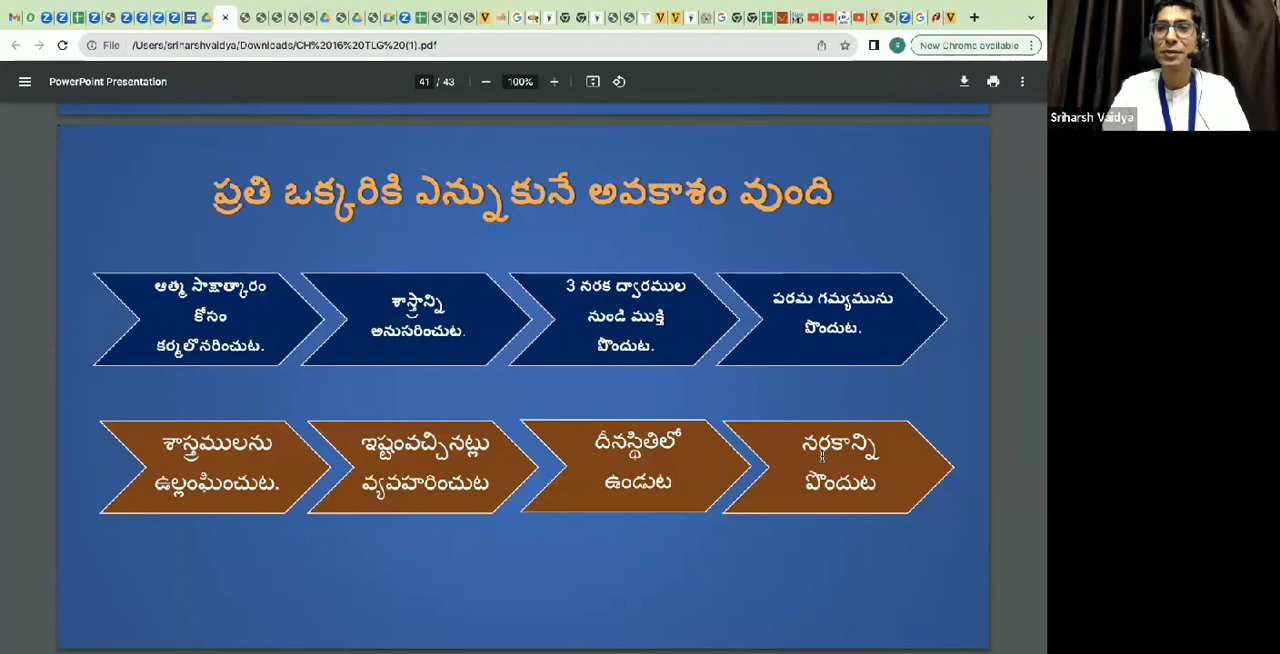 File
/Users/sriharshvaidya/Downloads/CH%2016%20TLG%20(1).pdf
New Chrome available
PowerPoint Presentation
41 / 43
100%
Sriharsh Vaidya
ప్రతి ఒక్కరికి ఎన్నుకునే అవకాశం వుంది
ఆత్మ సాక్షాత్కారం
కోసం
కర్మలొనరించుట.
శాస్త్రాన్ని
అనుసరించుట.
3 నరక ద్వారముల
నుండి ముక్తి
పొందుట.
పరమ గమ్యమును
పొందుట.
శాస్త్రములను
ఉల్లంఘించుట.
ఇష్టంవచ్చినట్లు
వ్యవహరించుట
దీనస్థితిలో
ఉండుట
నరకాన్ని
పొందుట